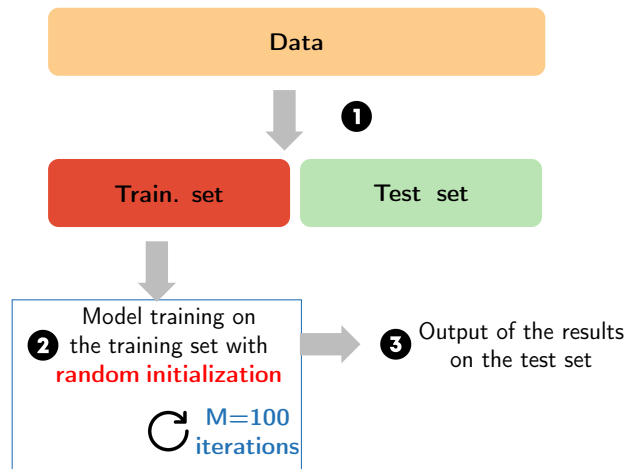 Data
1
Train. set
Test set
Model training on
2 the training set with
random initialization
M=100
iterations
3 Output of the results
on the test set